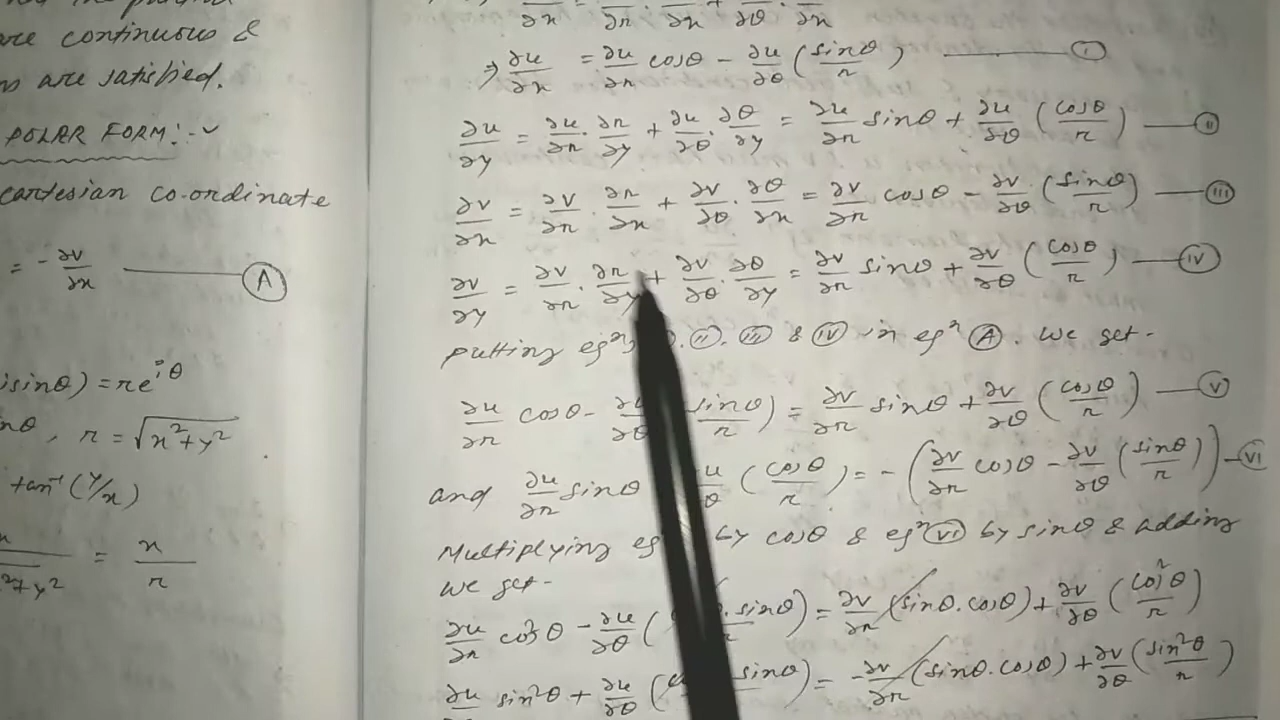 are continuous &
are satisfied.
POLAR FORM:-
cartesian co-ordinate
= -∂v/∂x —— (A)
isinθ) = re^iθ
r = √x²+y²
tan⁻¹(y/x)
= x/r
⇒ ∂u/∂x = ∂u/∂r cosθ - ∂u/∂θ (sinθ/r) —— (I)
∂u/∂y = ∂u/∂r . ∂r/∂y + ∂u/∂θ . ∂θ/∂y = ∂u/∂r sinθ + ∂u/∂θ (cosθ/r) —— (II)
∂v/∂x = ∂v/∂r . ∂r/∂x + ∂v/∂θ . ∂θ/∂x = ∂v/∂r cosθ - ∂v/∂θ (sinθ/r) —— (III)
∂v/∂y = ∂v/∂r . ∂r/∂y + ∂v/∂θ . ∂θ/∂y = ∂v/∂r sinθ + ∂v/∂θ (cosθ/r) —— (IV)
putting eqⁿs (II). (III) & (IV) in eqⁿ (A). We get-
∂u/∂r cosθ - sinθ/r) = ∂v/∂r sinθ + ∂v/∂θ (cosθ/r) —— (V)
and ∂u/∂r sinθ (cosθ/r) = - (∂v/∂r cosθ - ∂v/∂θ (sinθ/r)) — (VI)
Multiplying by cosθ & eqⁿ (VI) by sinθ & adding
we get-
∂u/∂r cos²θ - ∂u/∂θ ( . sinθ) = ∂v/∂r (sinθ.cosθ) + ∂v/∂θ (cos²θ/r)
∂u/∂r sin²θ + ∂u/∂θ ( sinθ) = -∂v/∂r (sinθ.cosθ) + ∂v/∂θ (sin²θ/r)